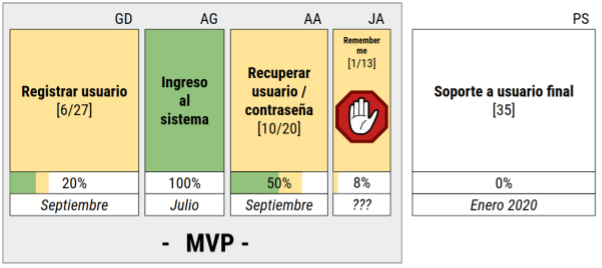 GD
Registrar usuario
[6/27]
20%
Septiembre
AG
Ingreso
al
sistema
100%
Julio
AA
Recuperar
usuario /
contraseña
[10/20]
50%
Septiembre
JA
Remember
me
[1/13]
8%
???
- MVP -
PS
Soporte a usuario final
[35]
0%
Enero 2020